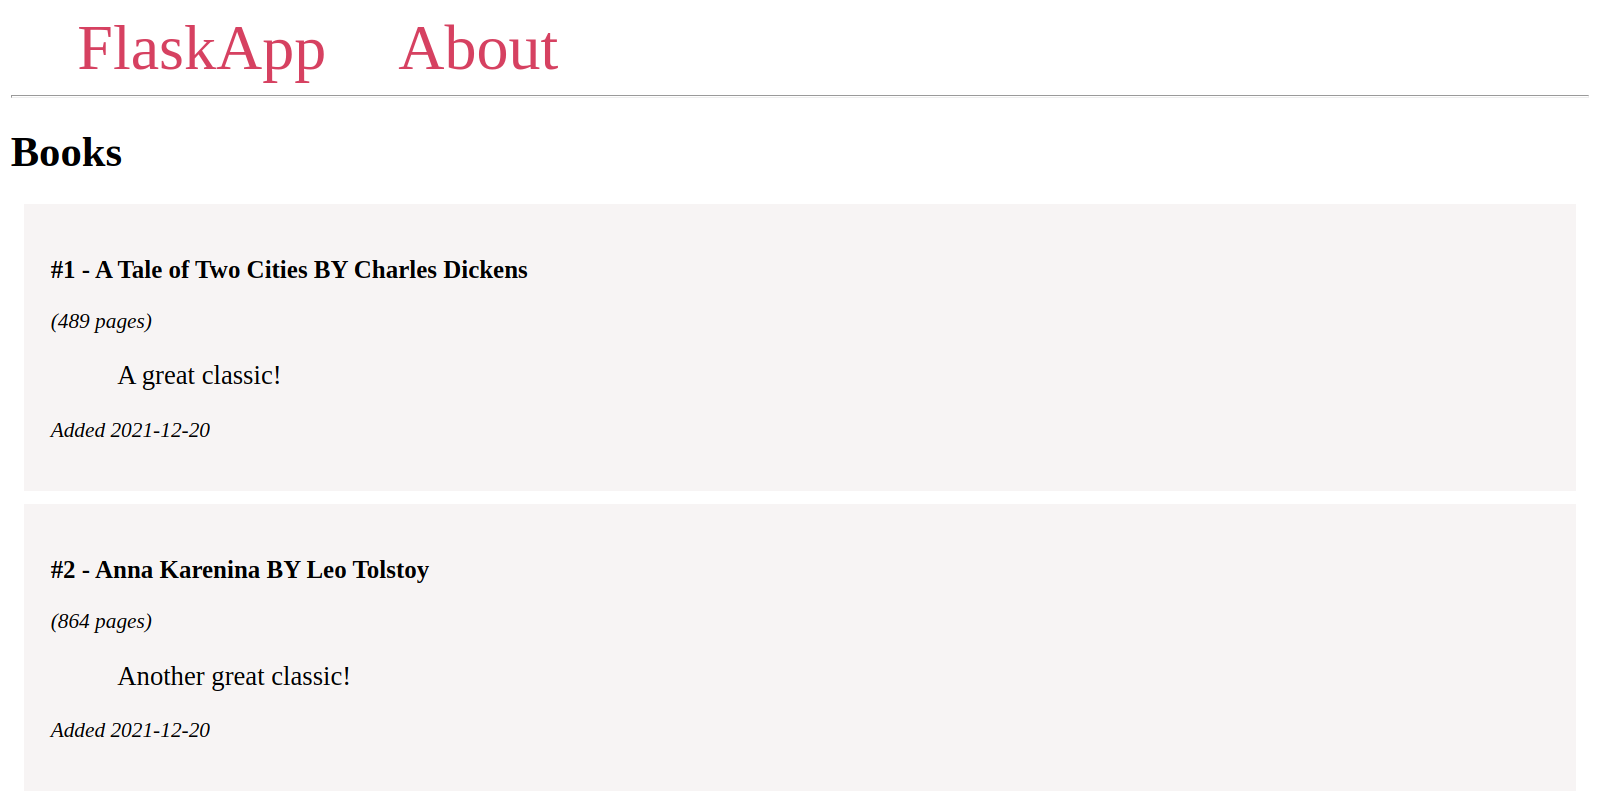 FlaskApp About
Books
#1 - A Tale of Two Cities BY Charles Dickens
(489 pages)
A great classic!
Added 2021-12-20
#2 - Anna Karenina BY Leo Tolstoy
(864 pages)
Another great classic!
Added 2021-12-20